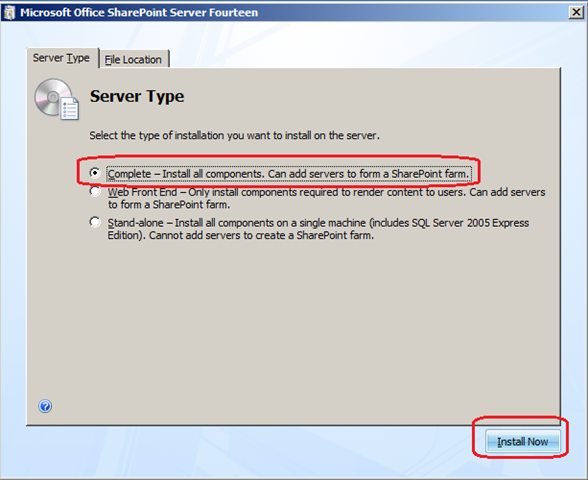 Microsoft Office SharePoint Server Fourteen
Server Type
File Location
Server Type
Select the type of installation you want to install on the server.
Complete – Install all components. Can add servers to form a SharePoint farm.
Web Front End – Only install components required to render content to users. Can add servers
to form a SharePoint farm.
Stand-alone – Install all components on a single machine (includes SQL Server 2005 Express
Edition). Cannot add servers to create a SharePoint farm.
Install Now